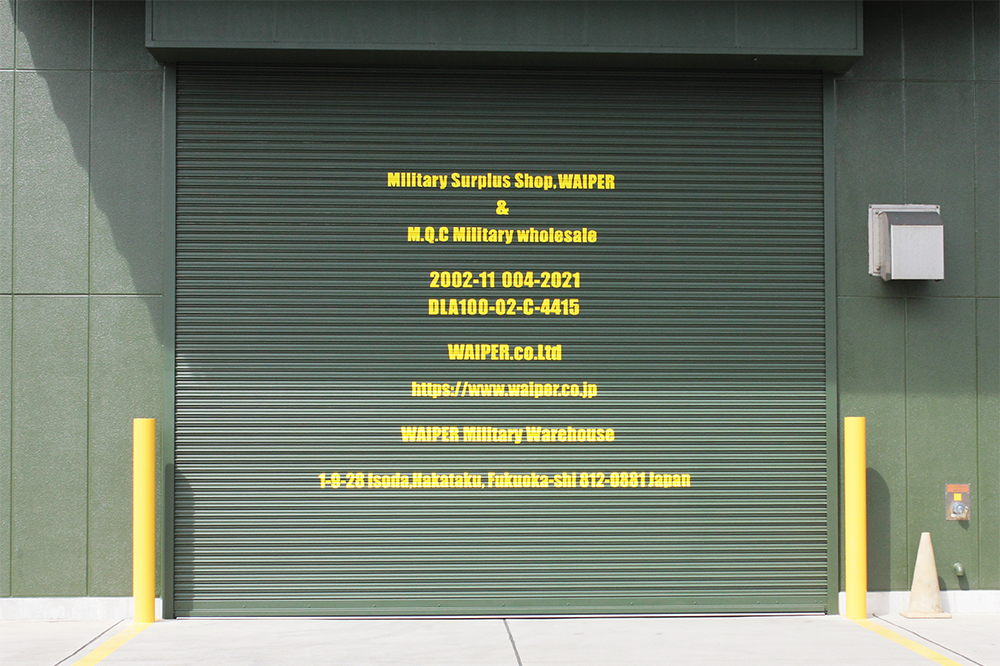 Military Surplus Shop.WAIPER
&
M.Q.C Military wholesale
2002-11 004-2021
DLA100-02-C-4415
WAIPER.co.Ltd
https://www.waiper.co.jp
WAIPER Military Warehouse
1-9-28 Isoda,Hakataku, Fukuoka-shi 812-0881 Japan